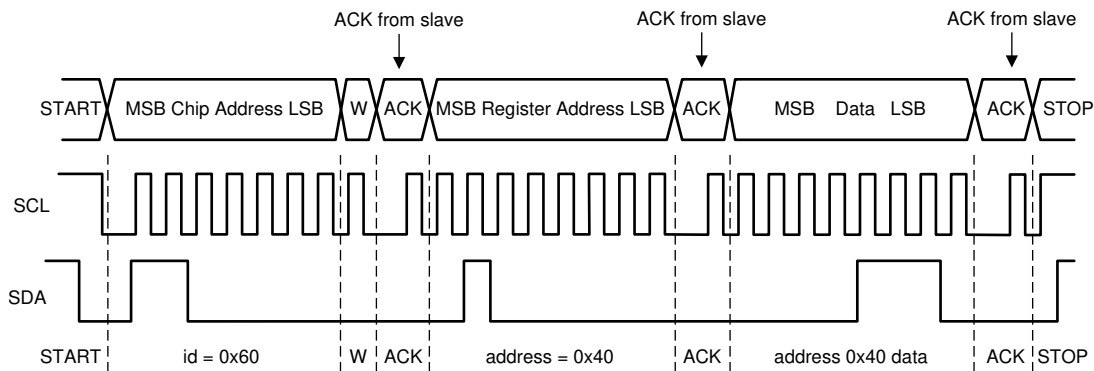 ACK from slave ACK from slave ACK from slave
START MSB Chip Address LSB W ACK MSB Register Address LSB ACK MSB Data LSB ACK STOP
SCL
SDA
START id = 0x60 W ACK address = 0x40 ACK address 0x40 data ACK STOP